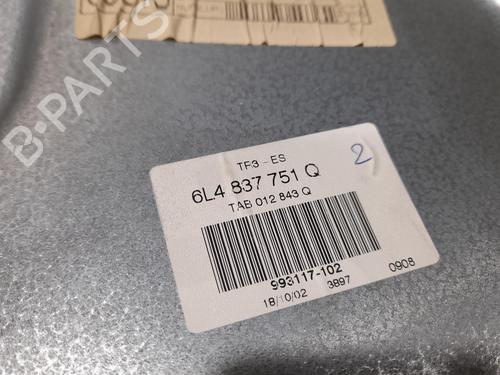 TF3 - ES
2
6L4 837 751 Q
TAB 012 843 Q
993117-102
18/10/02 3897 0908
B-PARTS